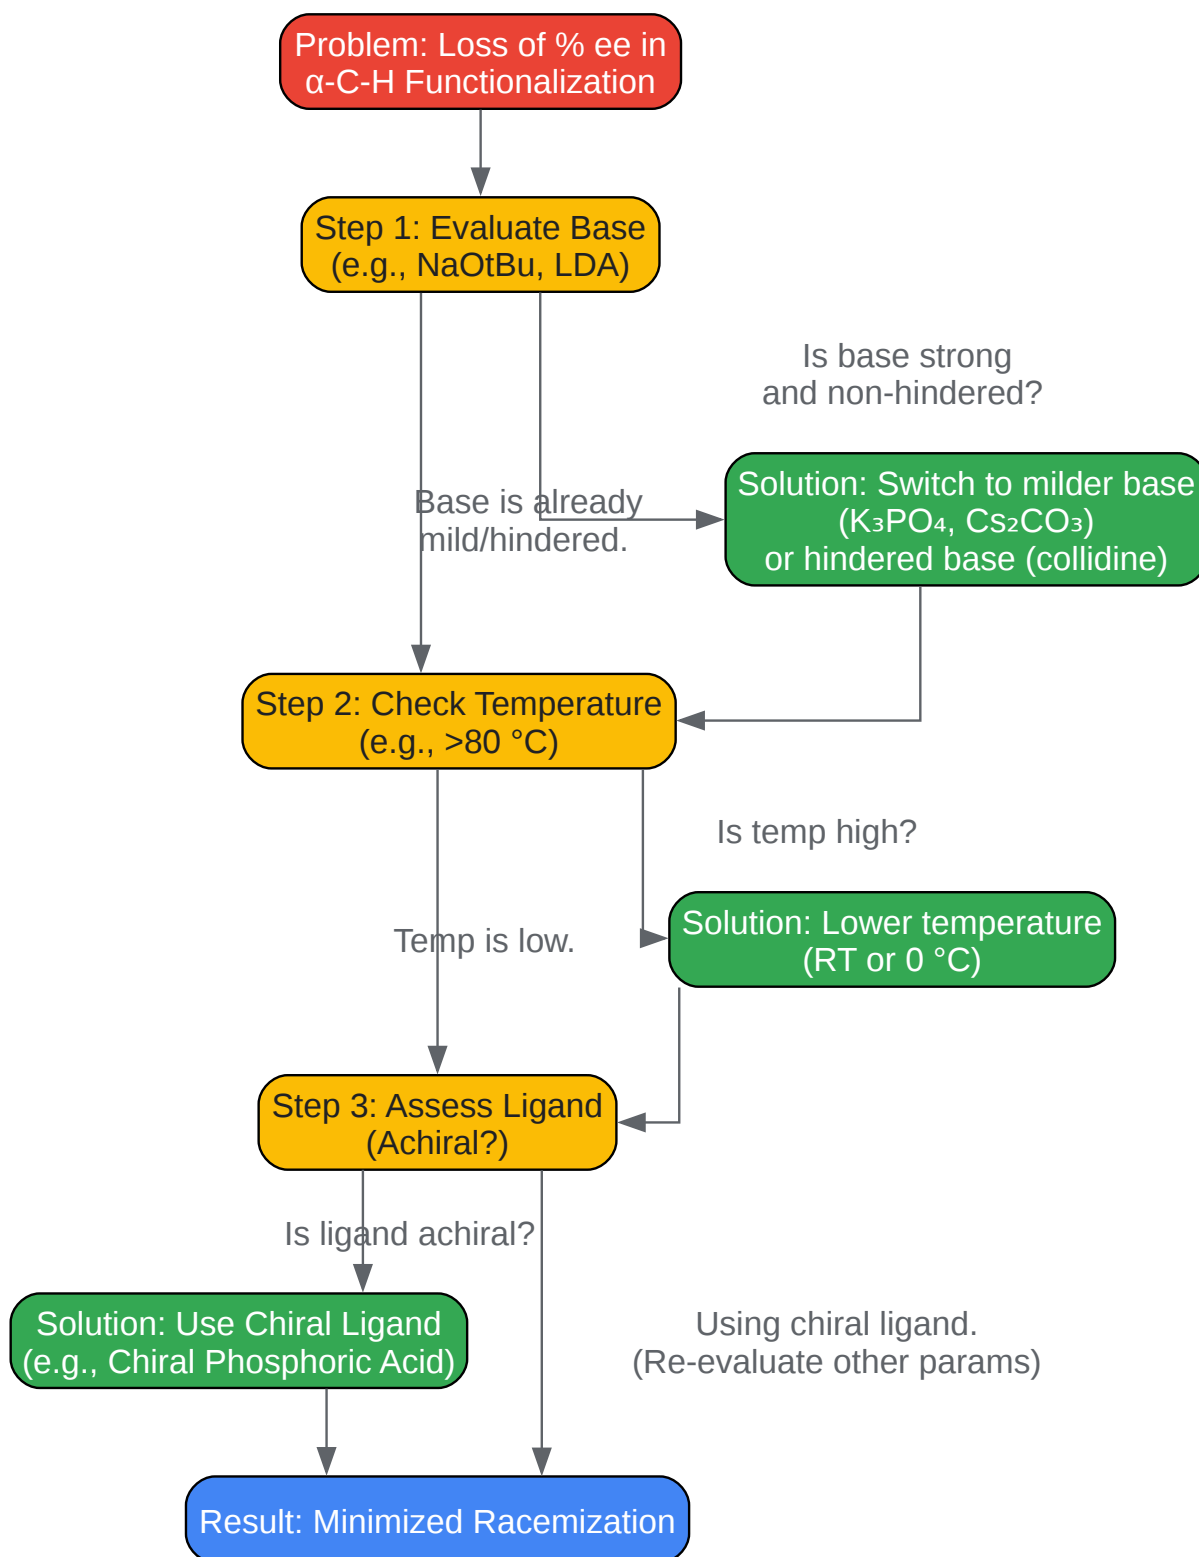 Problem: Loss of % ee in
α-C-H Functionalization
Step 1: Evaluate Base
(e.g., NaOtBu, LDA)
Is base strong
and non-hindered?
Base is already
mild/hindered.
Solution: Switch to milder base
(K₃PO₄, Cs₂CO₃)
or hindered base (collidine)
Step 2: Check Temperature
(e.g., >80 °C)
Is temp high?
Temp is low.
Solution: Lower temperature
(RT or 0 °C)
Step 3: Assess Ligand
(Achiral?)
Is ligand achiral?
Solution: Use Chiral Ligand
(e.g., Chiral Phosphoric Acid)
Using chiral ligand.
(Re-evaluate other params)
Result: Minimized Racemization